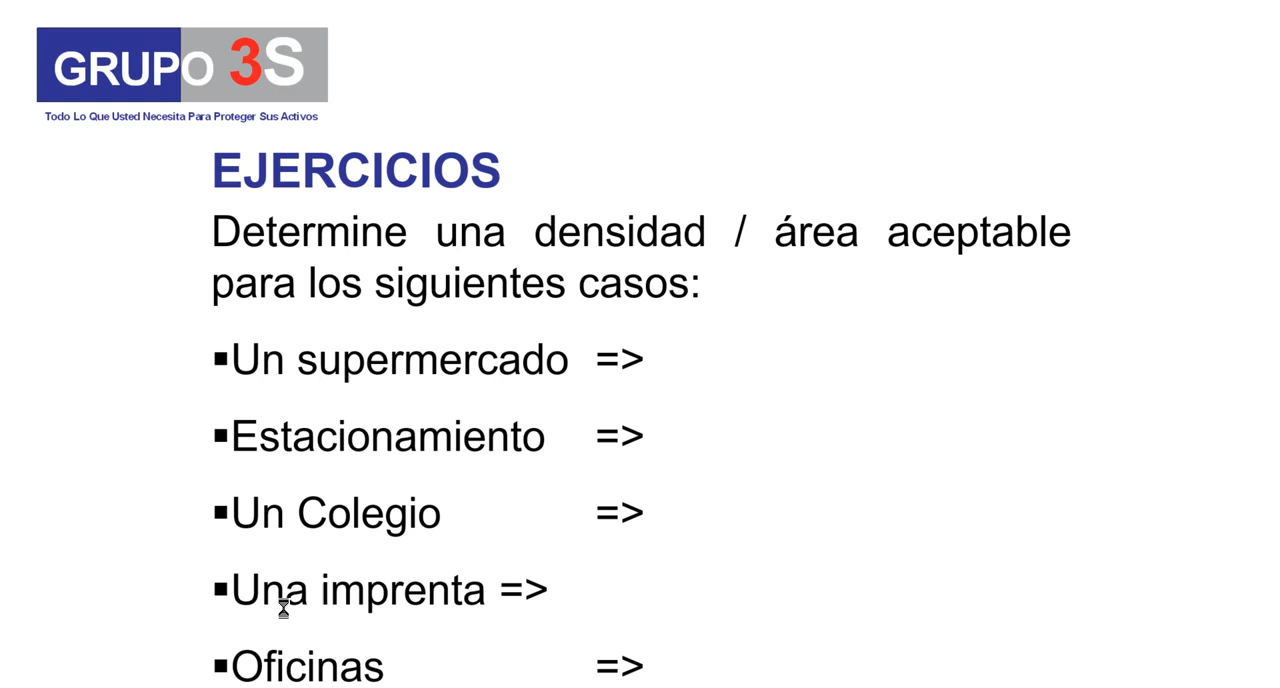 GRUPO 3S
Todo Lo Que Usted Necesita Para Proteger Sus Activos
EJERCICIOS
Determine una densidad / área aceptable
para los siguientes casos:
▪Un supermercado =>
▪Estacionamiento =>
▪Un Colegio =>
▪Una imprenta =>
▪Oficinas =>